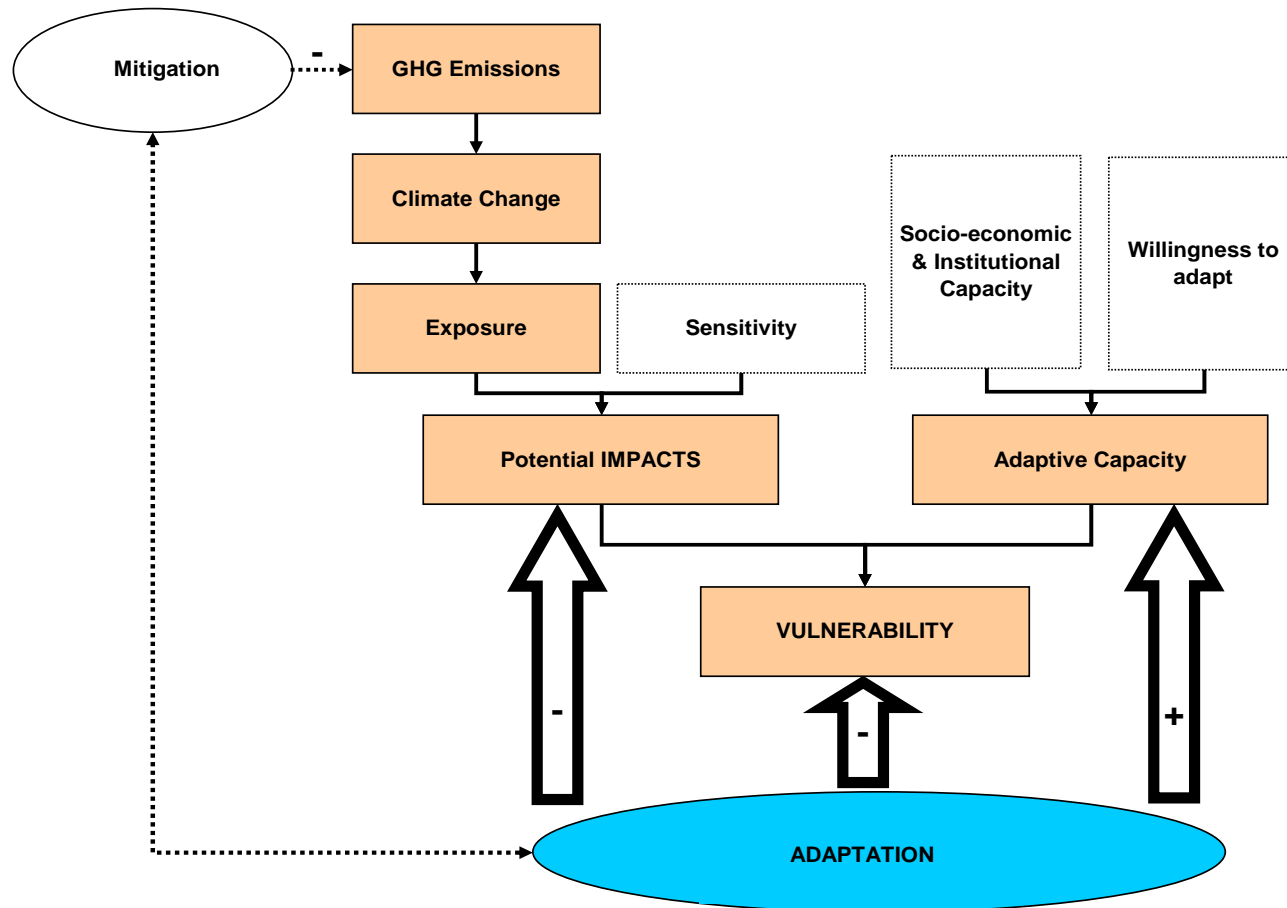 -
Mitigation
GHG Emissions
Climate Change
Socio-economic
& Institutional
Capacity
Willingness to
adapt
Exposure
Sensitivity
Potential IMPACTS
Adaptive Capacity
VULNERABILITY
-
-
+
ADAPTATION